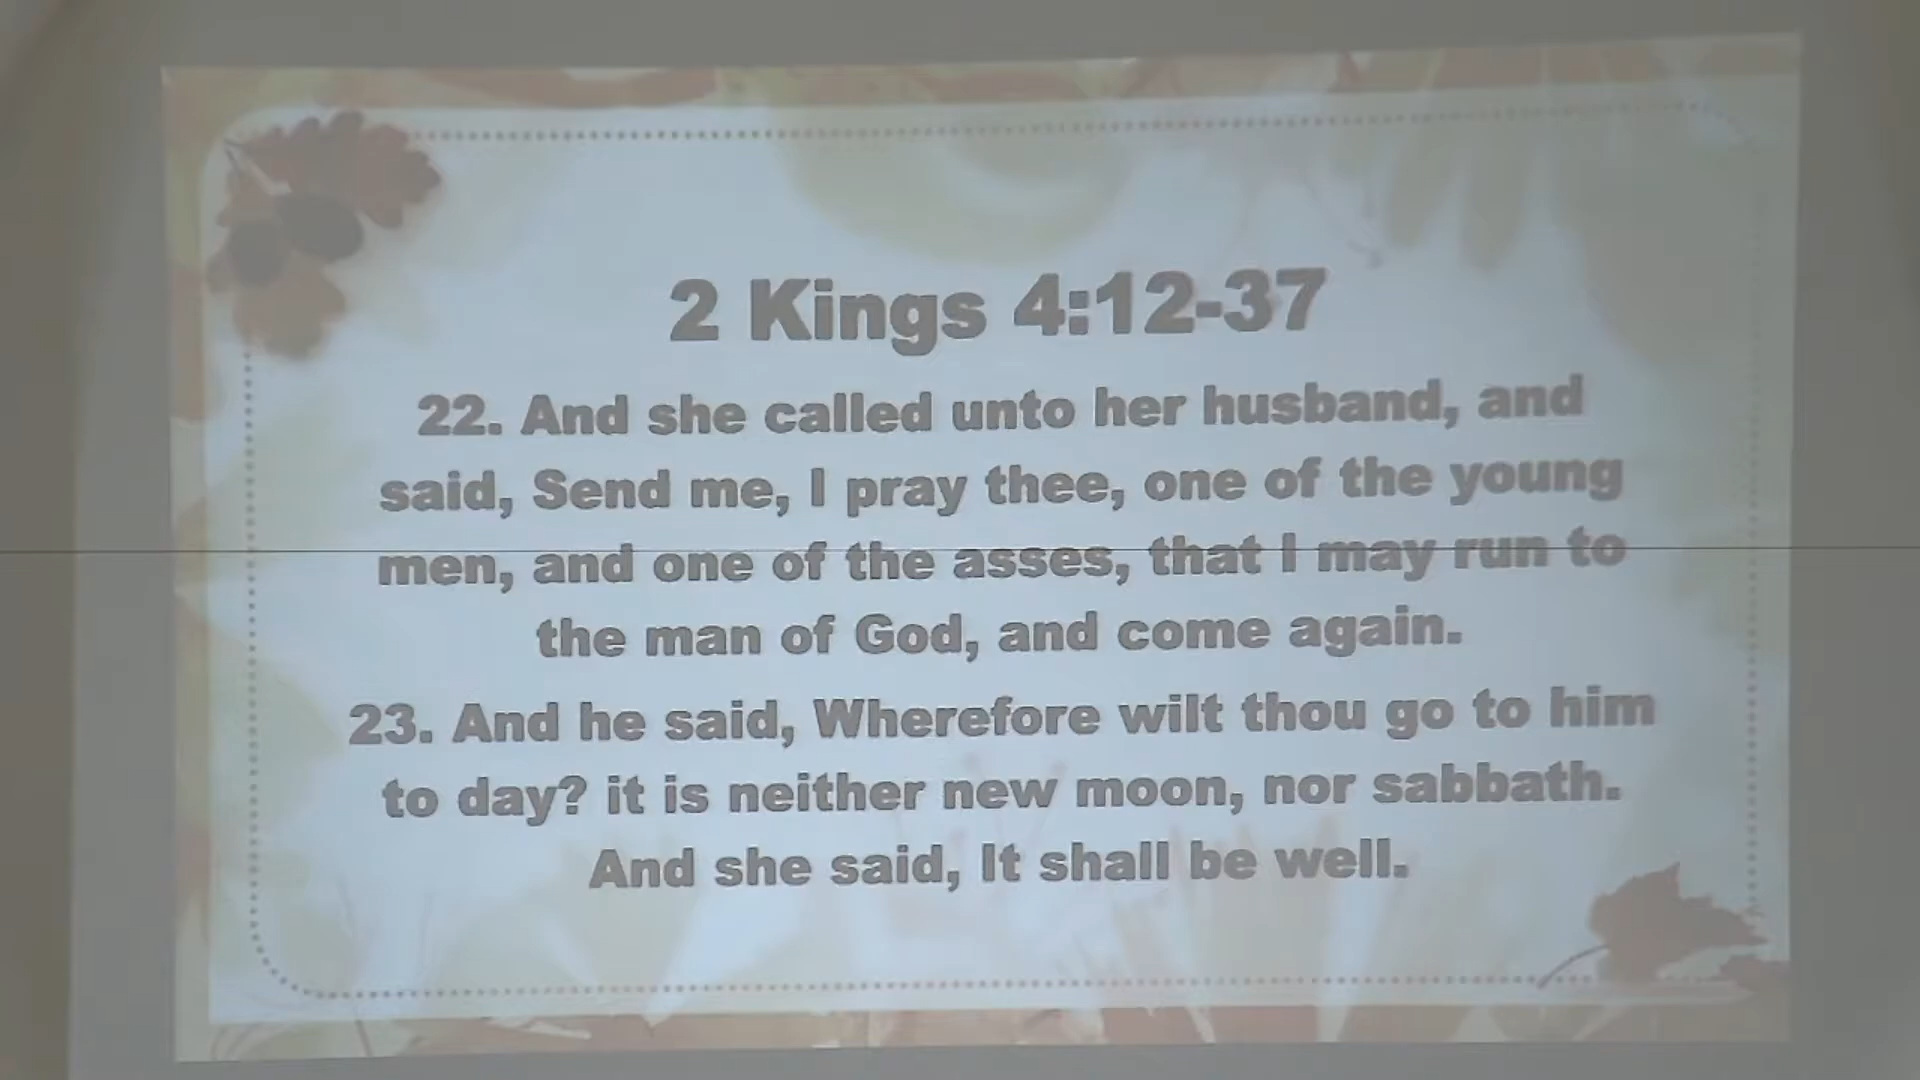 2 Kings 4:12-37
22. And she called unto her husband, and
said, Send me, I pray thee, one of the young
men, and one of the asses, that I may run to
the man of God, and come again.
23. And he said, Wherefore wilt thou go to him
to day? it is neither new moon, nor sabbath.
And she said, It shall be well.